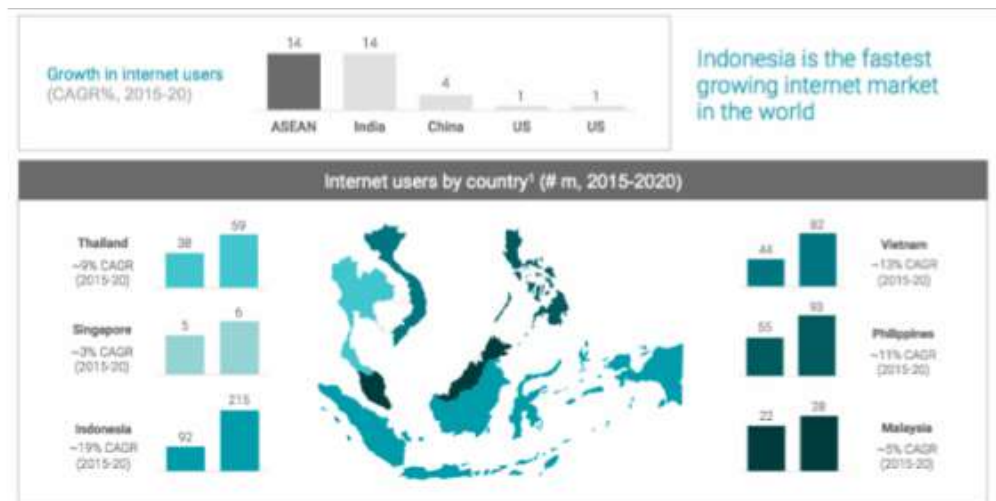 Growth in internet users
(CAGR%, 2015-20)
14
14
4
1
1
ASEAN
India
China
US
US
Indonesia is the fastest
growing internet market
in the world
Internet users by country¹ (# m, 2015-2020)
Thailand
~9% CAGR
(2015-20)
38
59
Singapore
~3% CAGR
(2015-20)
5
6
Indonesia
~19% CAGR
(2015-20)
92
215
44
82
Vietnam
~13% CAGR
(2015-20)
55
93
Philippines
~11% CAGR
(2015-20)
22
28
Malaysia
~5% CAGR
(2015-20)